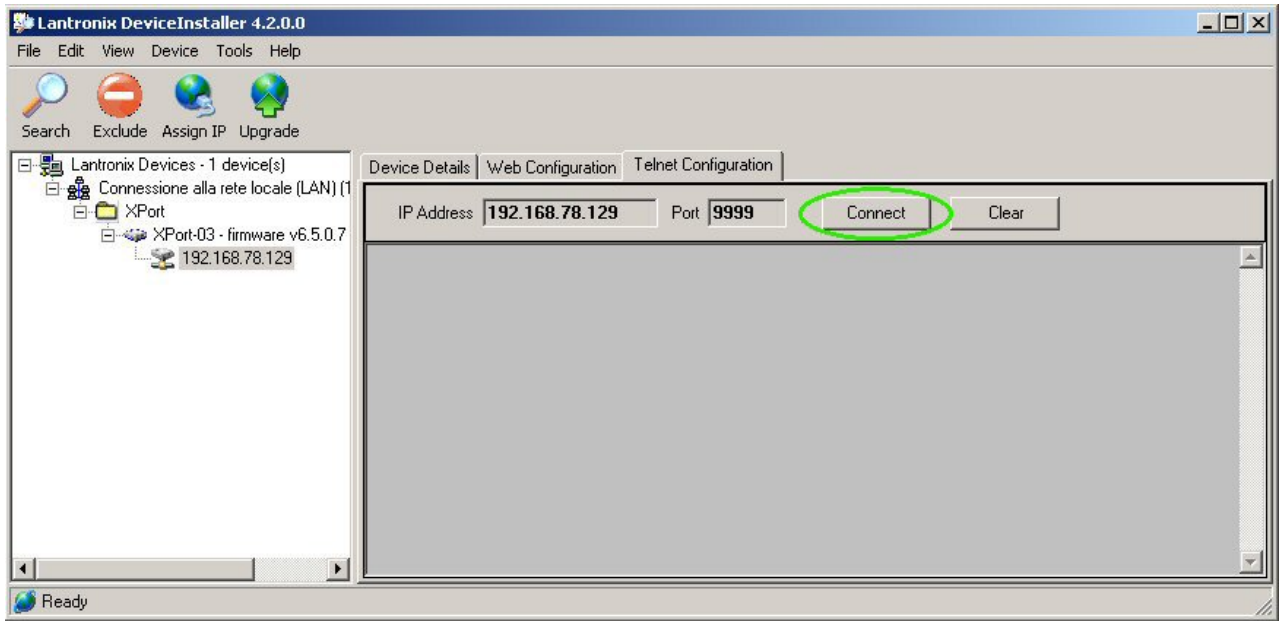 Lantronix DeviceInstaller 4.2.0.0
File Edit View Device Tools Help
Search Exclude Assign IP Upgrade
Lantronix Devices - 1 device(s)
Connessione alla rete locale (LAN) (1
XPort
XPort-03 - firmware v6.5.0.7
192.168.78.129
Device Details Web Configuration Telnet Configuration
IP Address 192.168.78.129 Port 9999 Connect Clear
Ready